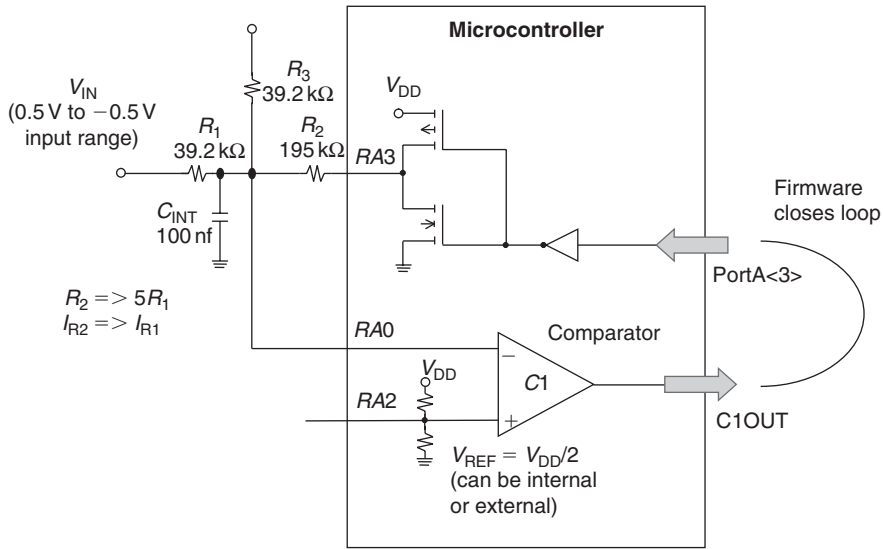 Microcontroller
V_IN
(0.5 V to −0.5 V
input range)
R_1
39.2 kΩ
R_3
39.2 kΩ
R_2
195 kΩ
RA3
V_DD
C_INT
100 nf
R_2 => 5R_1
I_R2 => I_R1
Firmware
closes loop
PortA<3>
RA0
Comparator
−
C1
V_DD
RA2
+
C1OUT
V_REF = V_DD/2
(can be internal
or external)